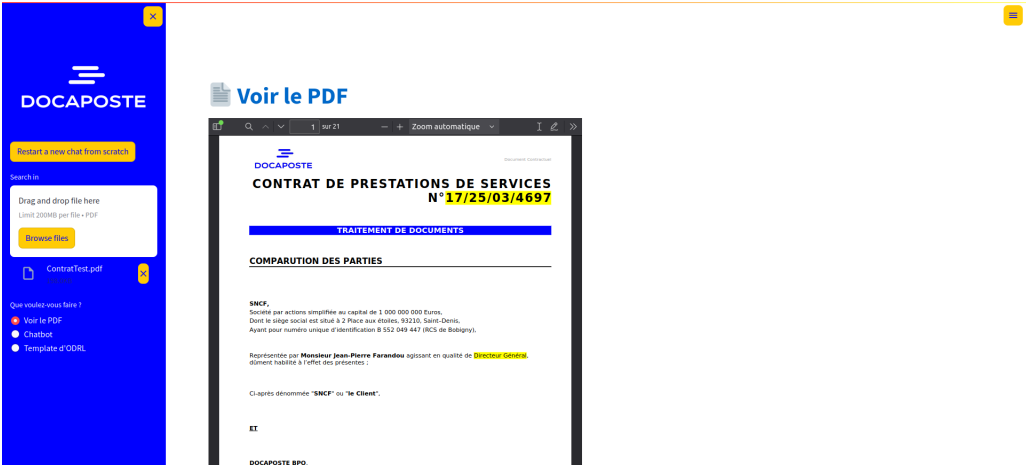 DOCAPOSTE
Restart a new chat from scratch
Search in
Drag and drop file here
Limit 200MB per file • PDF
Browse files
ContratTest.pdf
Que voulez-vous faire ?
Voir le PDF
Chatbot
Template d'ODRL
Voir le PDF
1 sur 21
Zoom automatique
DOCAPOSTE
Document Contractuel
CONTRAT DE PRESTATIONS DE SERVICES
N°17/25/03/4697
TRAITEMENT DE DOCUMENTS
COMPARUTION DES PARTIES
SNCF,
Société par actions simplifiée au capital de 1 000 000 000 Euros,
Dont le siège social est situé à 2 Place aux étoiles, 93210, Saint-Denis,
Ayant pour numéro unique d'identification B 552 049 447 (RCS de Bobigny),
Représentée par Monsieur Jean-Pierre Farandou agissant en qualité de Directeur Général,
dûment habilité à l'effet des présentes ;
Ci-après dénommée "SNCF" ou "le Client",
ET
DOCAPOSTE BPO,